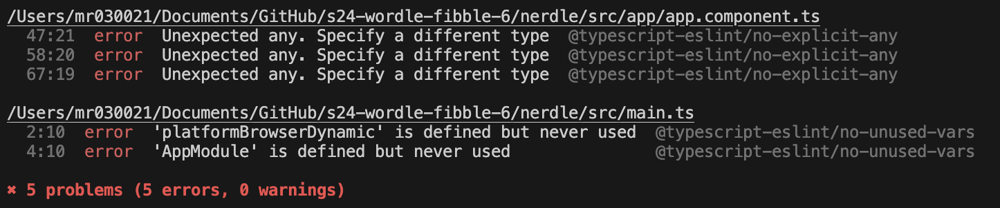 /Users/mr030021/Documents/GitHub/s24-wordle-fibble-6/nerdle/src/app/app.component.ts
47:21 error Unexpected any. Specify a different type @typescript-eslint/no-explicit-any
58:20 error Unexpected any. Specify a different type @typescript-eslint/no-explicit-any
67:19 error Unexpected any. Specify a different type @typescript-eslint/no-explicit-any
/Users/mr030021/Documents/GitHub/s24-wordle-fibble-6/nerdle/src/main.ts
2:10 error 'platformBrowserDynamic' is defined but never used @typescript-eslint/no-unused-vars
4:10 error 'AppModule' is defined but never used @typescript-eslint/no-unused-vars
✖ 5 problems (5 errors, 0 warnings)